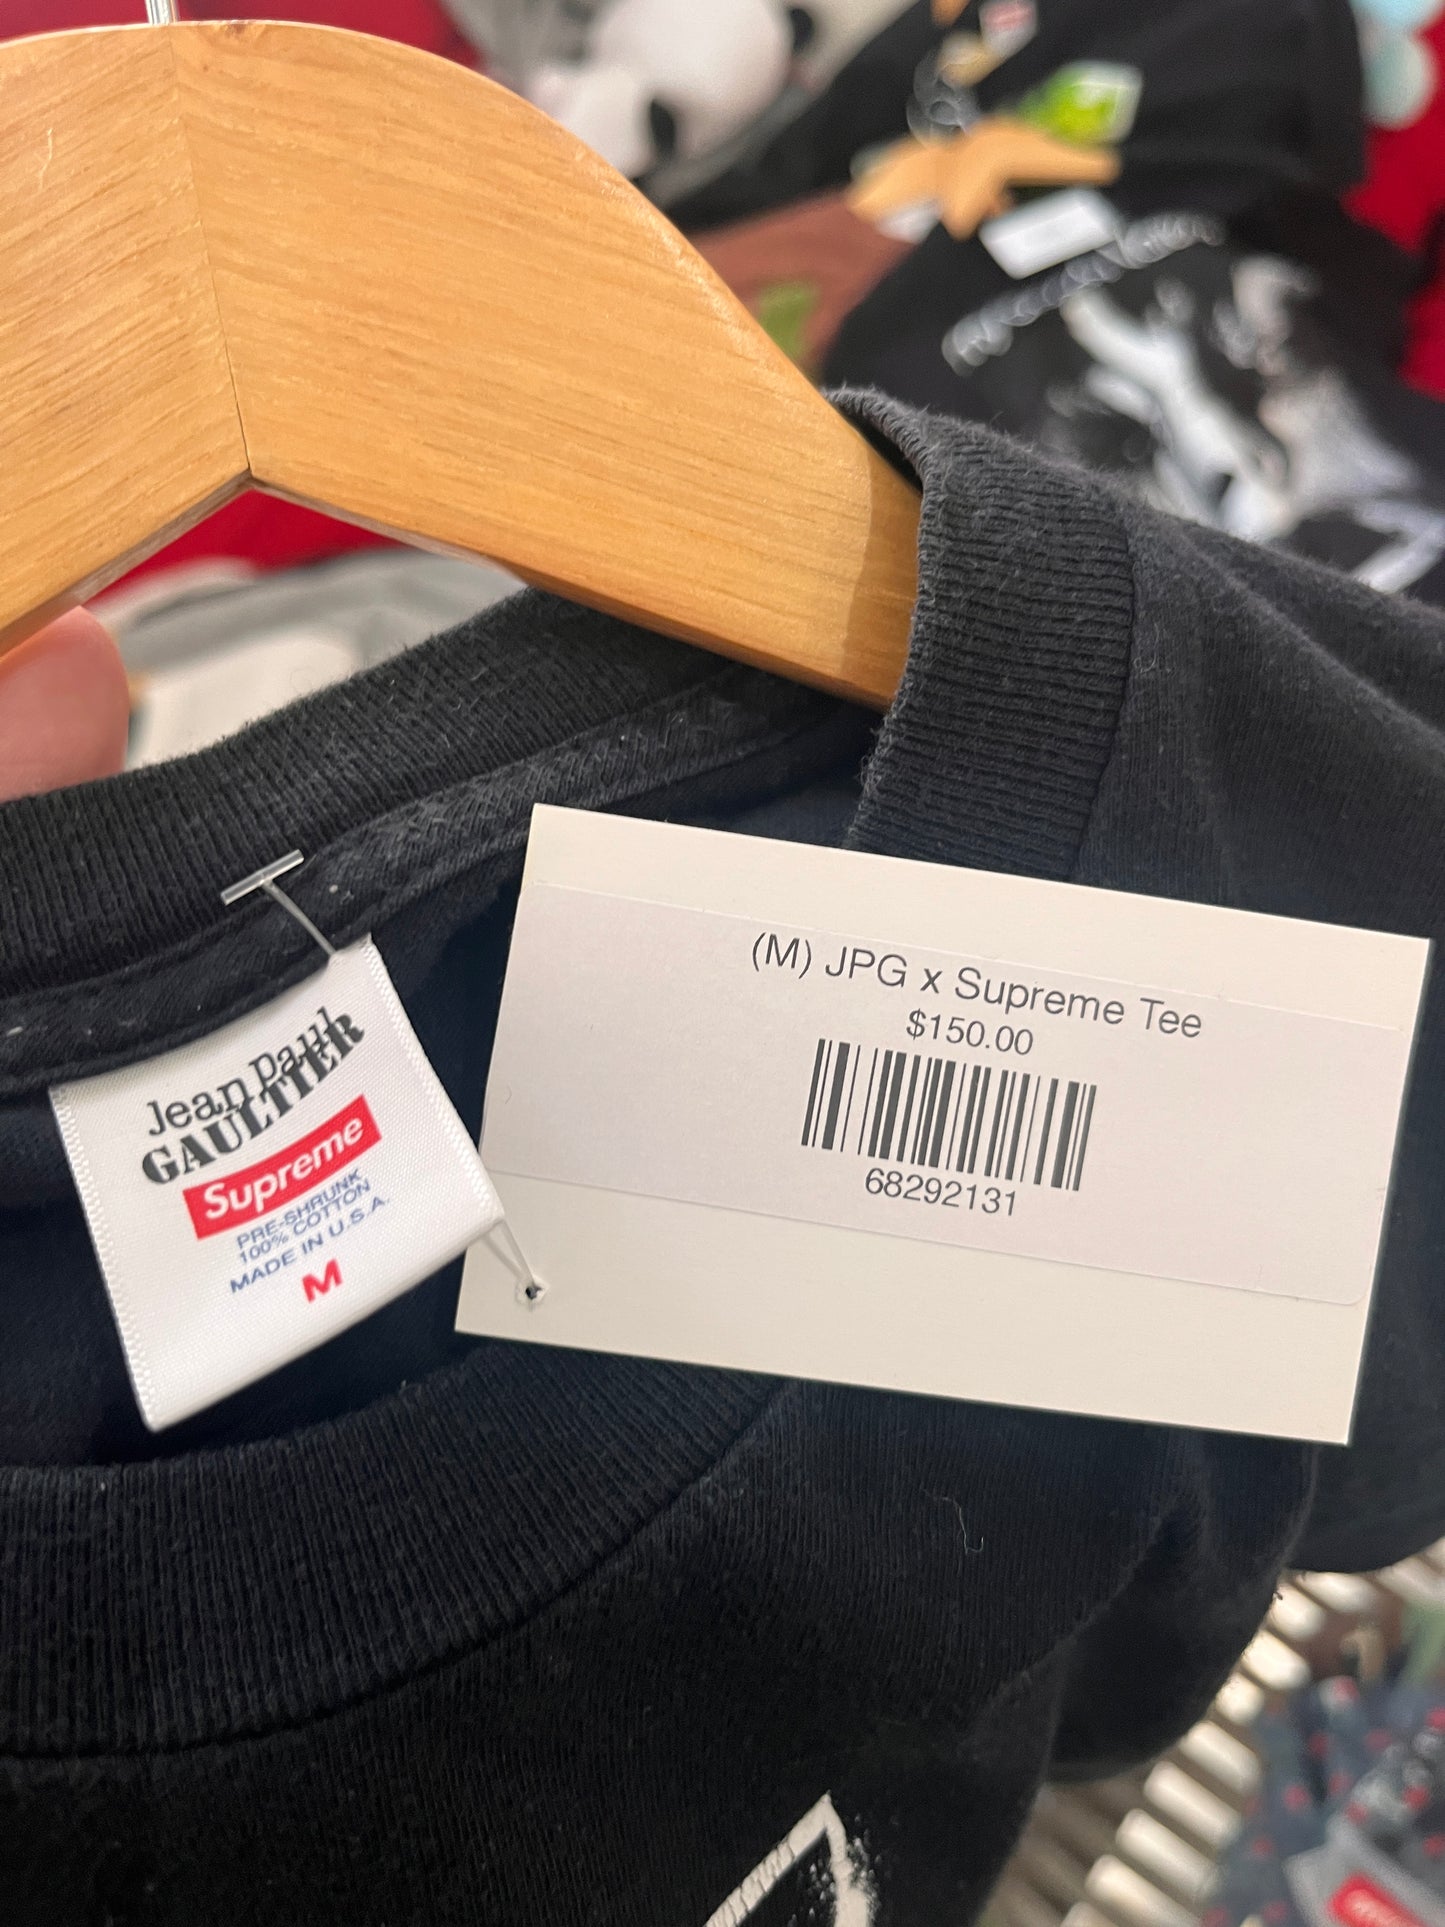 Jean Paul
GAULTIER
Supreme
PRE-SHRUNK
100% COTTON
MADE IN U.S.A.
M
(M) JPG x Supreme Tee
$150.00
68292131